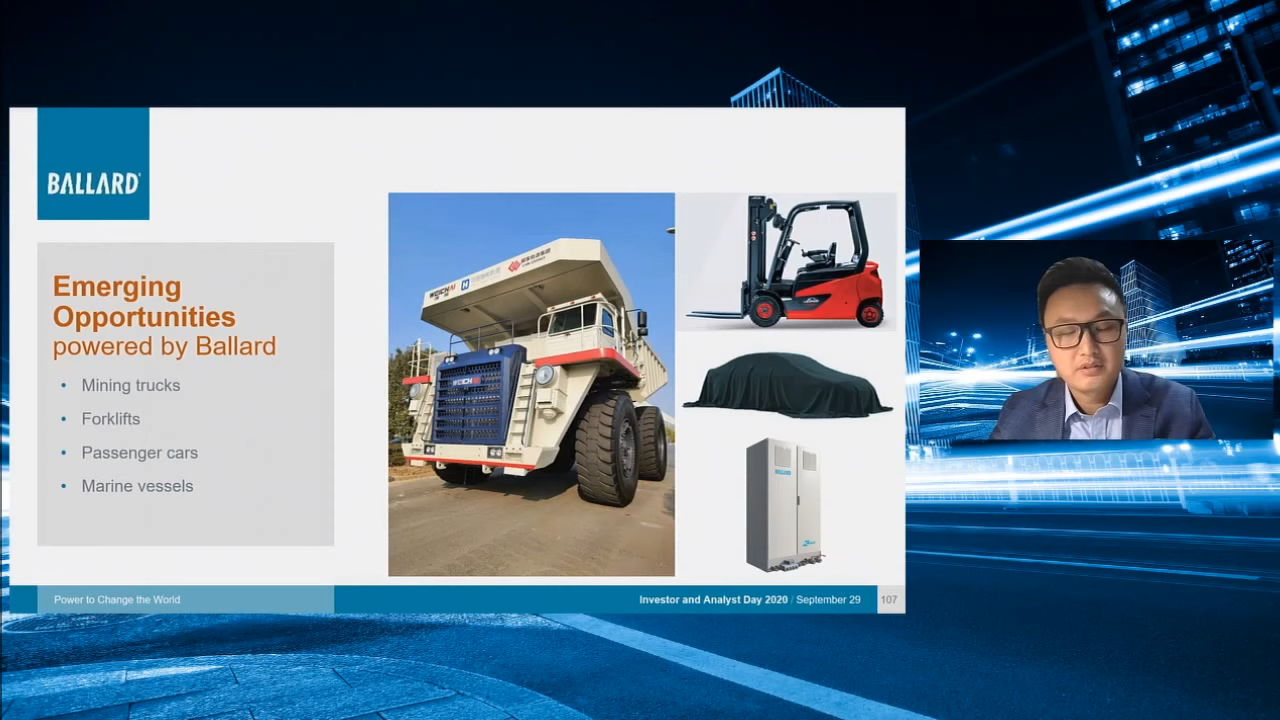 BALLARD®
Emerging
Opportunities
powered by Ballard
• Mining trucks
• Forklifts
• Passenger cars
• Marine vessels
WEICHAI
WEICHAI
BALLARD
Power to Change the World
Investor and Analyst Day 2020 / September 29
107